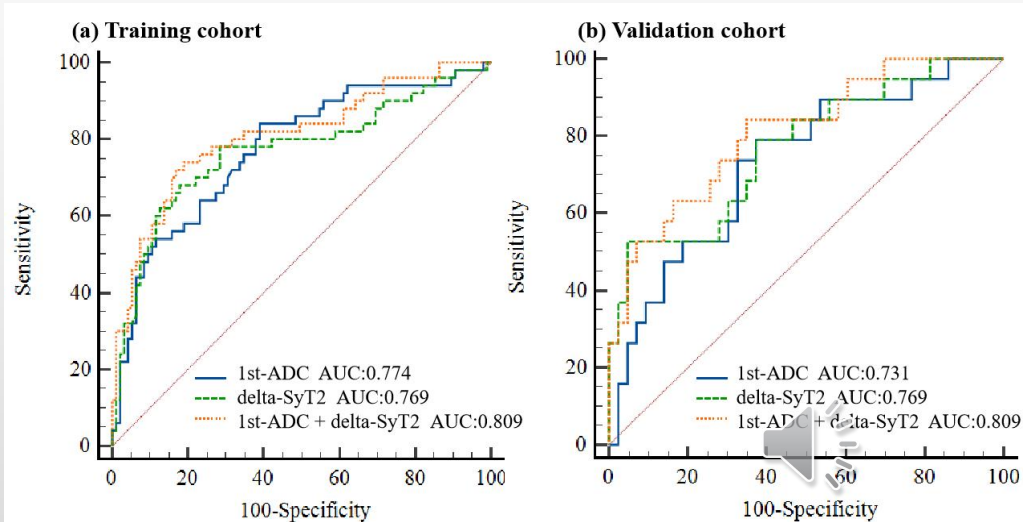 (a) Training cohort
100
80
60
40
20
0
Sensitivity
1st-ADC AUC:0.774
delta-SyT2 AUC:0.769
1st-ADC + delta-SyT2 AUC:0.809
0 20 40 60 80 100
100-Specificity
(b) Validation cohort
100
80
60
40
20
0
Sensitivity
1st-ADC AUC:0.731
delta-SyT2 AUC:0.769
1st-ADC + delta-SyT2 AUC:0.809
0 20 40 60 80 100
100-Specificity